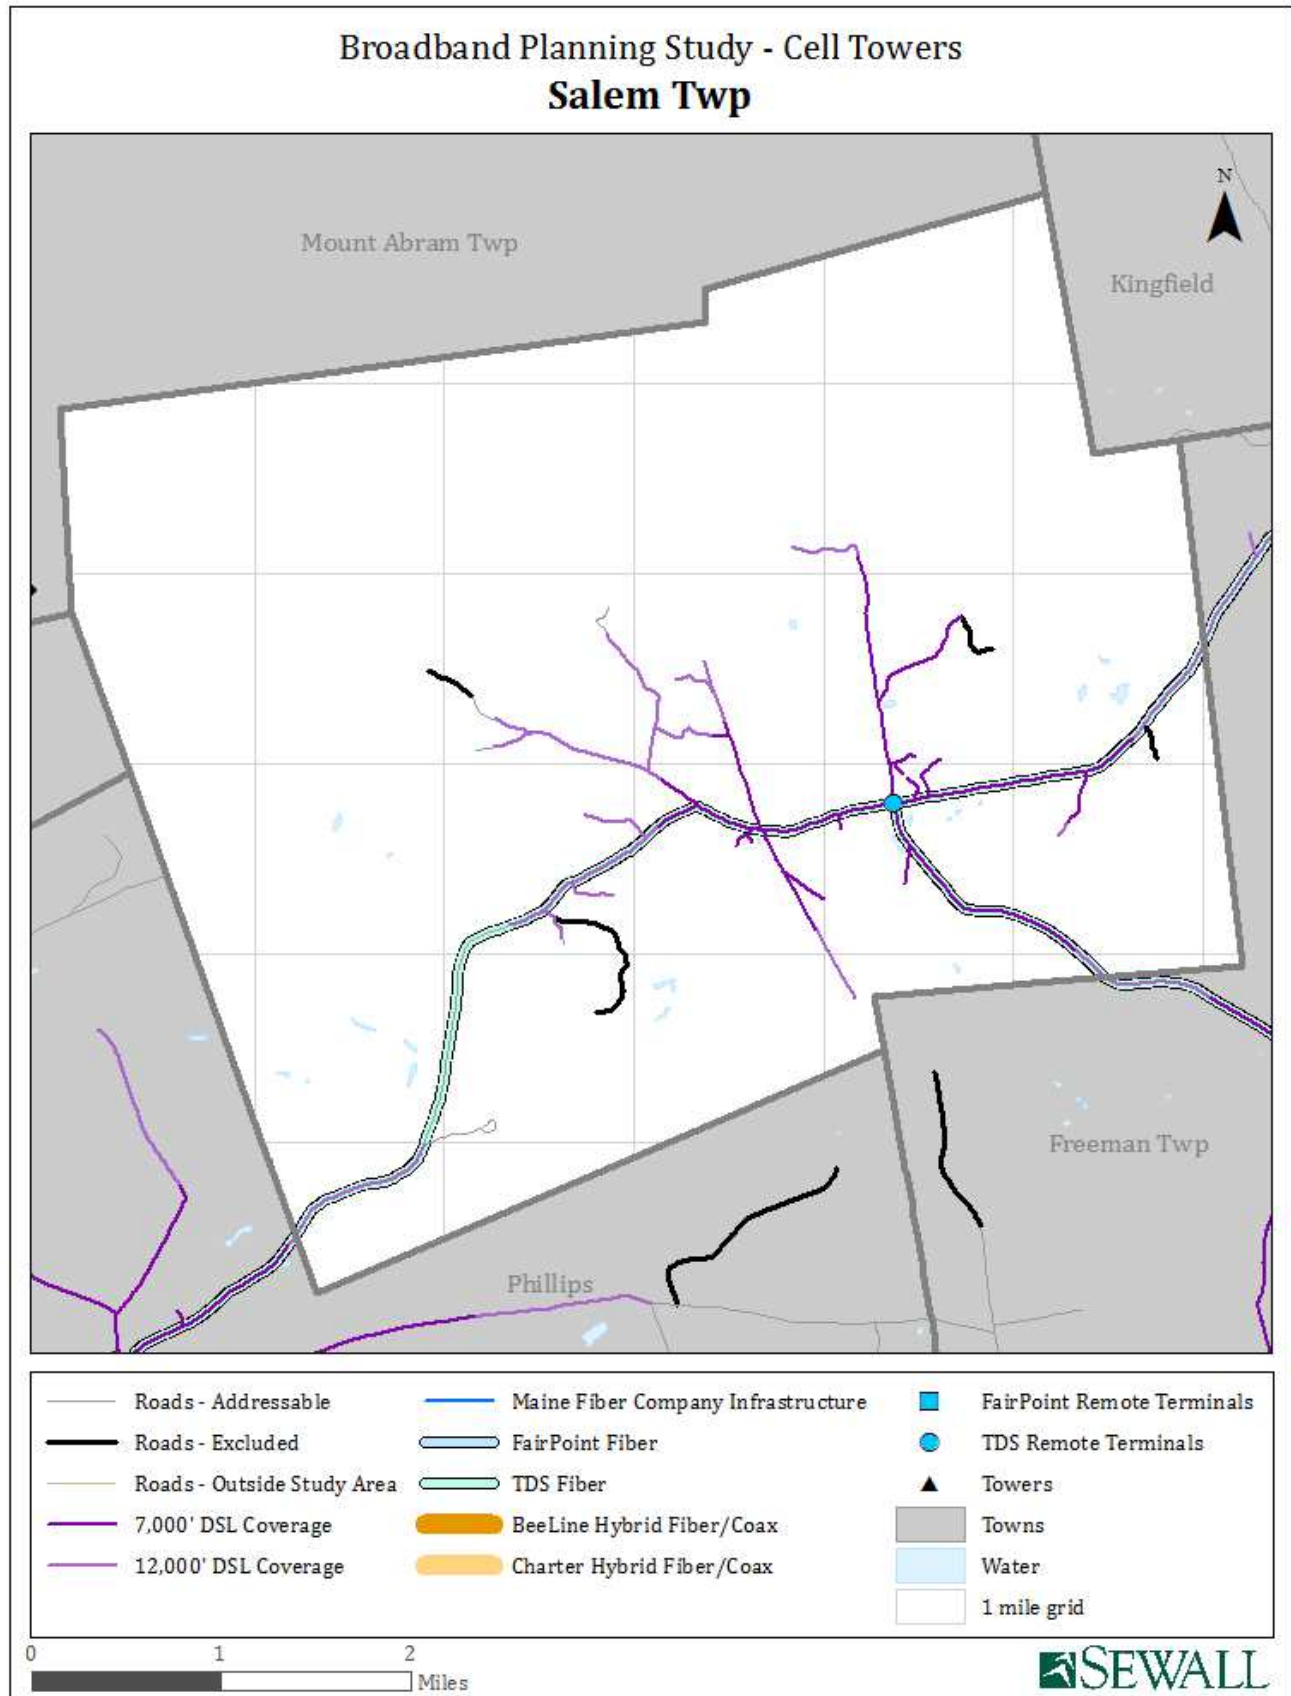 Broadband Planning Study - Cell Towers
Salem Twp
N
Mount Abram Twp
Kingfield
Freeman Twp
Phillips
Roads - Addressable
Roads - Excluded
Roads - Outside Study Area
7,000' DSL Coverage
12,000' DSL Coverage
Maine Fiber Company Infrastructure
FairPoint Fiber
TDS Fiber
BeeLine Hybrid Fiber/Coax
Charter Hybrid Fiber/Coax
FairPoint Remote Terminals
TDS Remote Terminals
Towers
Towns
Water
1 mile grid
0 1 2
Miles
SEWALL